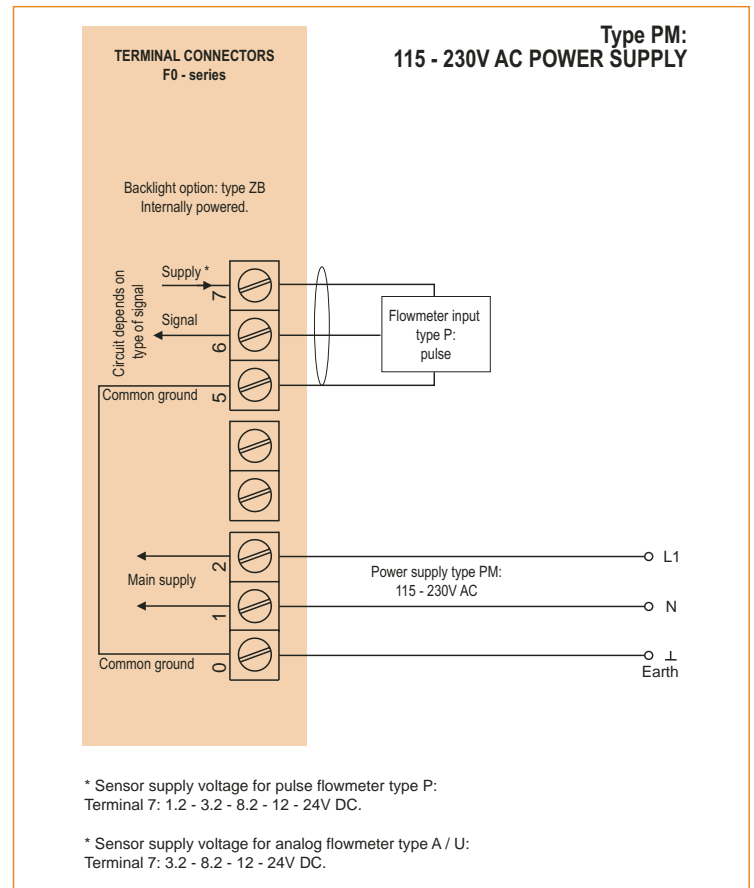 Type PM:
115 - 230V AC POWER SUPPLY
TERMINAL CONNECTORS
F0 - series
Backlight option: type ZB
Internally powered.
Circuit depends on
type of signal
Supply *
7
Signal
6
Common ground
5
Flowmeter input
type P:
pulse
Main supply
2
1
Power supply type PM:
115 - 230V AC
L1
N
Common ground
0
Earth
* Sensor supply voltage for pulse flowmeter type P:
Terminal 7: 1.2 - 3.2 - 8.2 - 12 - 24V DC.
* Sensor supply voltage for analog flowmeter type A / U:
Terminal 7: 3.2 - 8.2 - 12 - 24V DC.